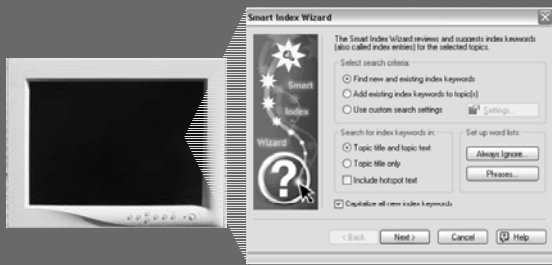 Smart Index Wizard
The Smart Index Wizard reviews and suggests index keywords
(also called index entries) for the selected topics.
Select search criteria:
Find new and existing index keywords
Add existing index keywords to topic(s)
Use custom search settings
Settings...
Search for index keywords in:
Topic title and topic text
Topic title only
Include hotspot text
Set up word lists:
Always Ignore...
Phrases...
Capitalize all new index keywords
< Back
Next >
Cancel
Help
Smart
Index
Wizard
?